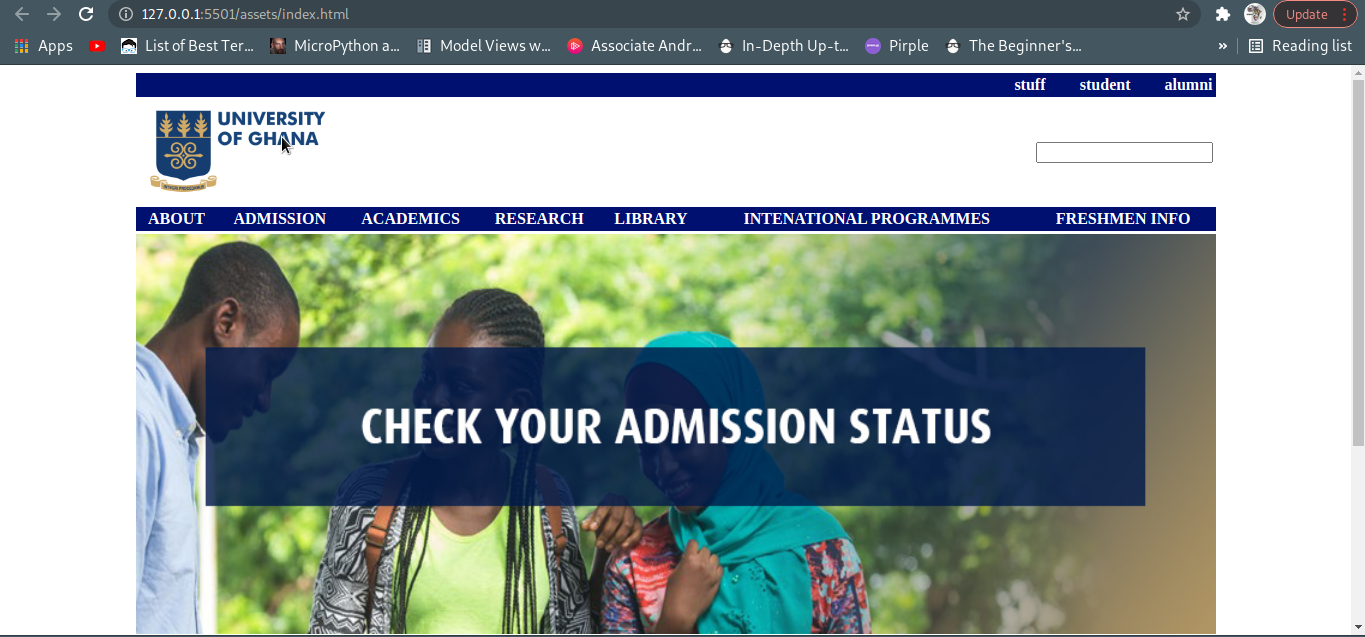 127.0.0.1:5501/assets/index.html
Update
Apps
List of Best Ter...
MicroPython a...
Model Views w...
Associate Andr...
In-Depth Up-t...
Pirple
The Beginner's...
»
Reading list
stuff student alumni
UNIVERSITY
OF GHANA
INTEGRI PROCEDAMUS
ABOUT ADMISSION ACADEMICS RESEARCH LIBRARY INTENATIONAL PROGRAMMES FRESHMEN INFO
CHECK YOUR ADMISSION STATUS